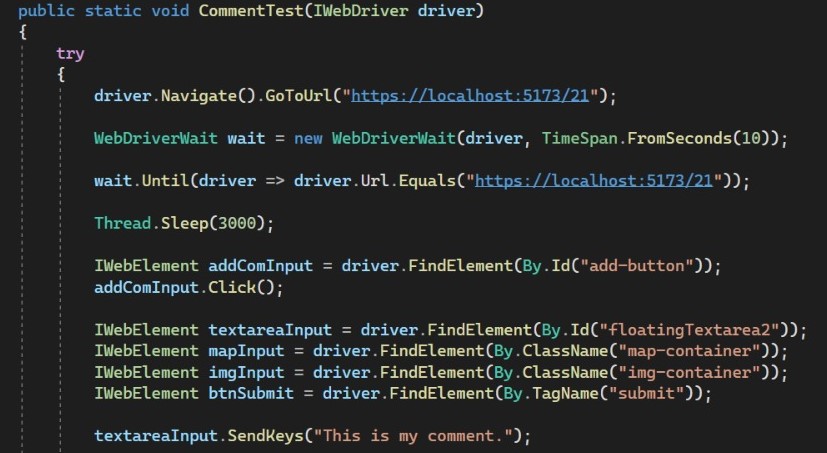 public static void CommentTest(IWebDriver driver)
{
try
{
driver.Navigate().GoToUrl("https://localhost:5173/21");
WebDriverWait wait = new WebDriverWait(driver, TimeSpan.FromSeconds(10));
wait.Until(driver => driver.Url.Equals("https://localhost:5173/21"));
Thread.Sleep(3000);
IWebElement addComInput = driver.FindElement(By.Id("add-button"));
addComInput.Click();
IWebElement textareaInput = driver.FindElement(By.Id("floatingTextarea2"));
IWebElement mapInput = driver.FindElement(By.ClassName("map-container"));
IWebElement imgInput = driver.FindElement(By.ClassName("img-container"));
IWebElement btnSubmit = driver.FindElement(By.TagName("submit"));
textareaInput.SendKeys("This is my comment.");